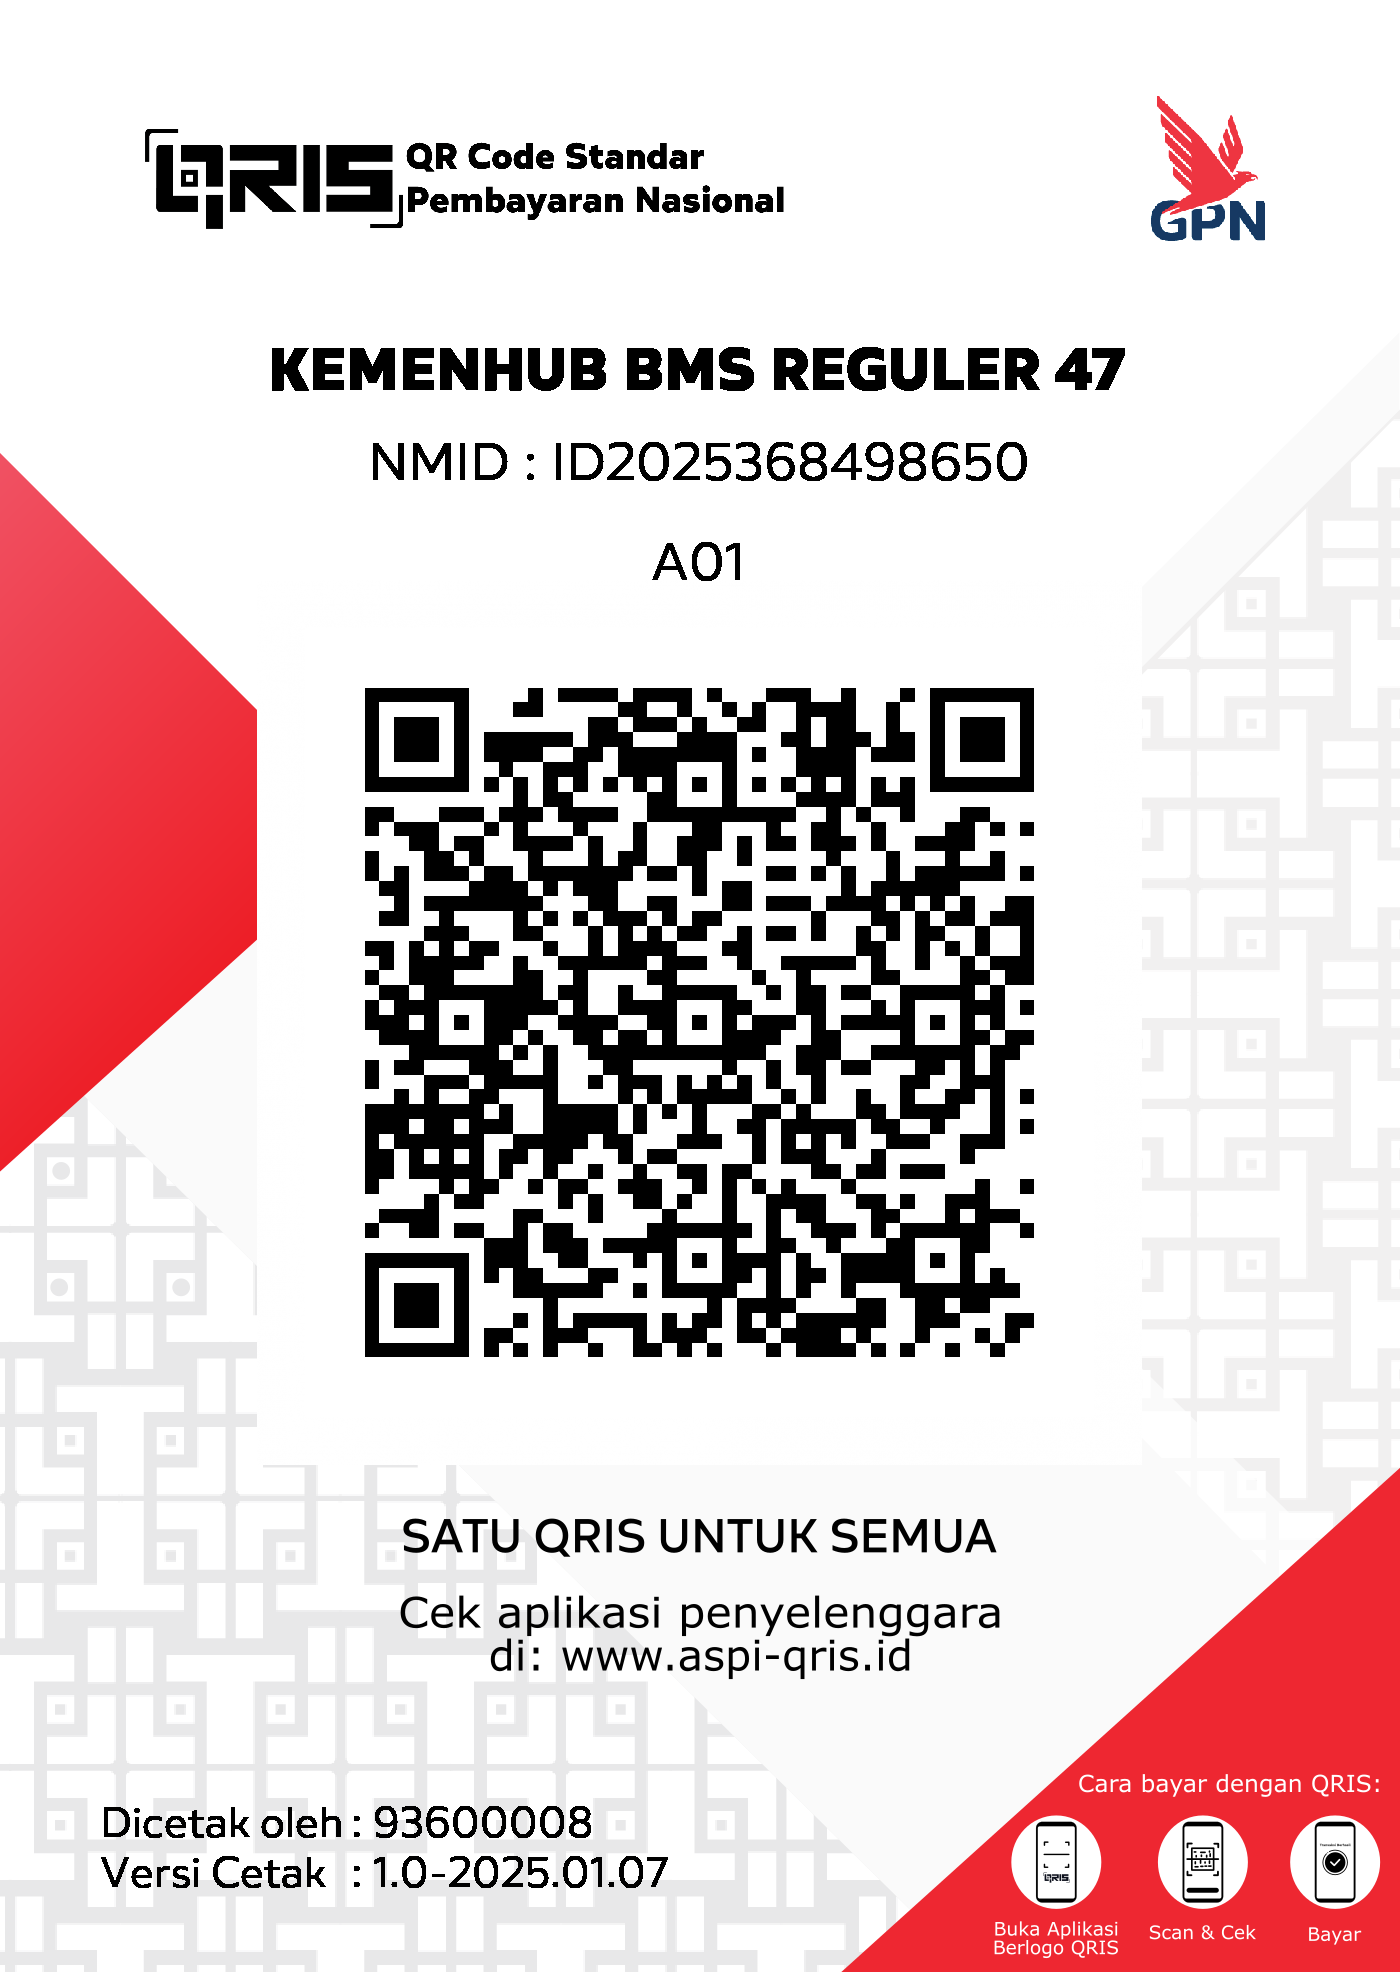 QRIS QR Code Standar
Pembayaran Nasional
GPN
KEMENHUB BMS REGULER 47
NMID : ID2025368498650
A01
SATU QRIS UNTUK SEMUA
Cek aplikasi penyelenggara
di: www.aspi-qris.id
Dicetak oleh : 93600008
Versi Cetak : 1.0-2025.01.07
Cara bayar dengan QRIS:
QRIS
Buka Aplikasi
Berlogo QRIS
Scan & Cek
Bayar